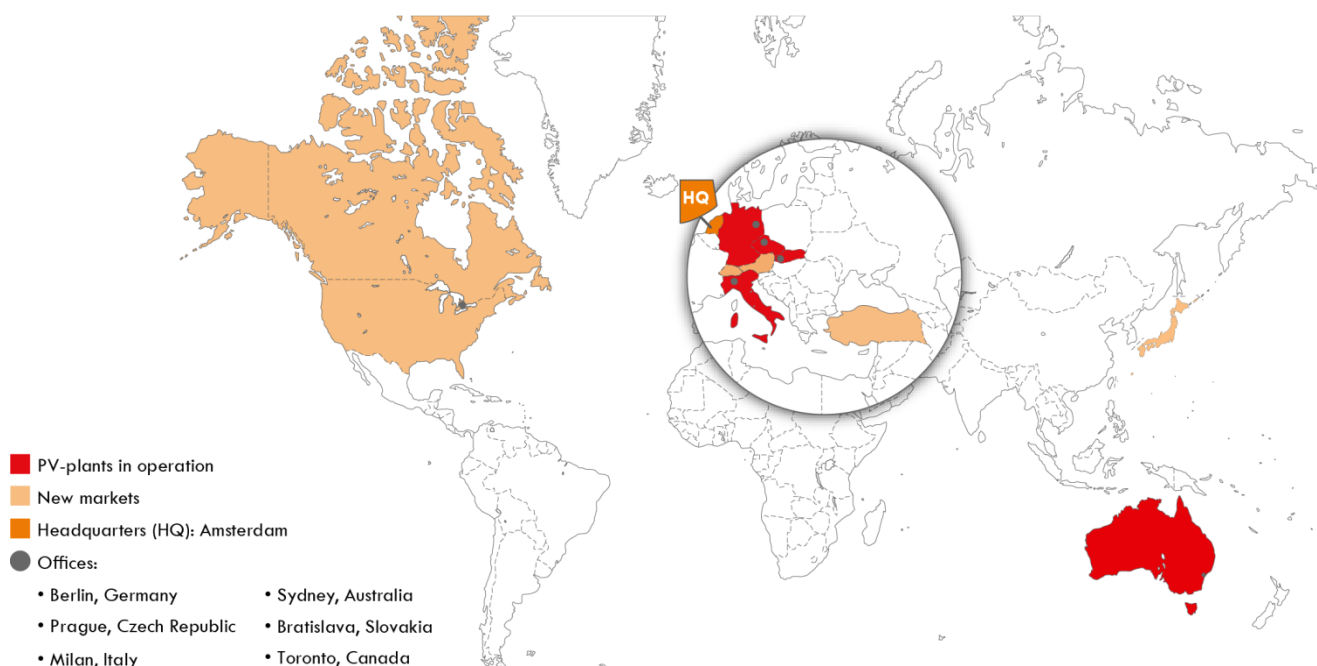 HQ
PV-plants in operation
New markets
Headquarters (HQ): Amsterdam
Offices:
• Berlin, Germany
• Sydney, Australia
• Prague, Czech Republic
• Bratislava, Slovakia
• Milan, Italy
• Toronto, Canada